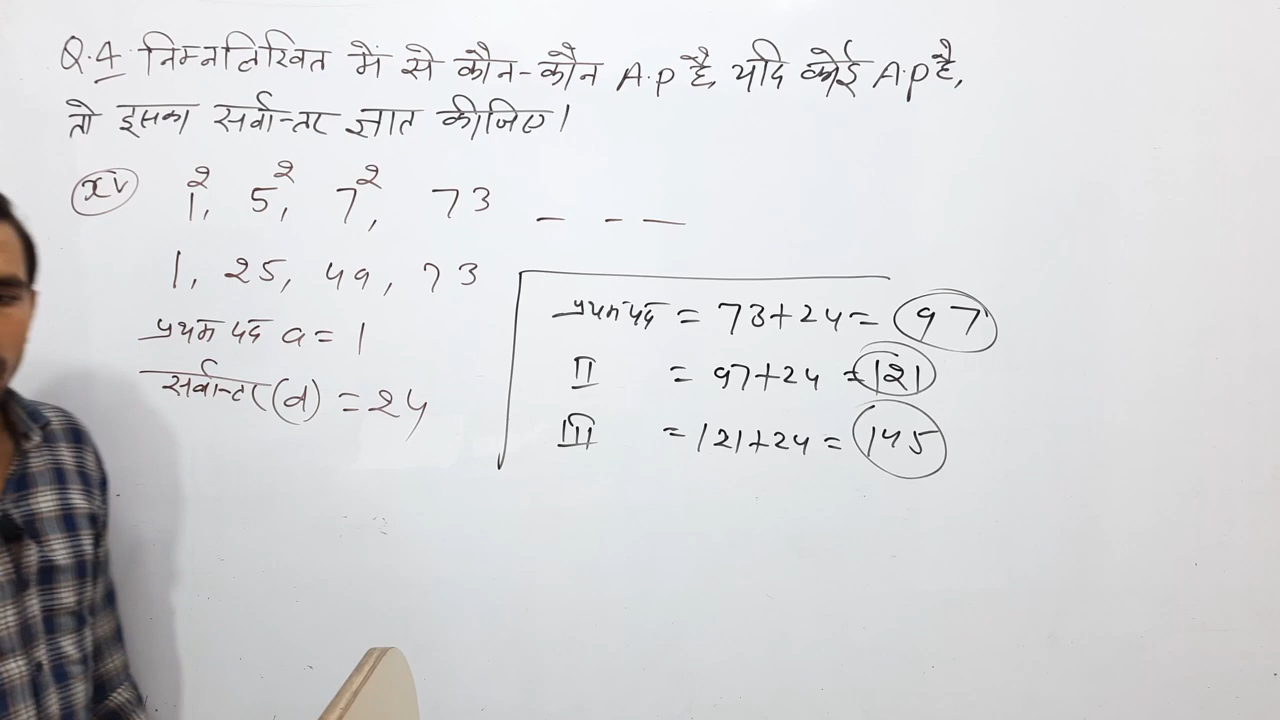 Q.4 निम्नलिखित में से कौन-कौन A.P है, यदि कोई A.P है,
तो इसका सर्वान्तर ज्ञात कीजिए।
xv 1², 5², 7², 73 _ _ _
1, 25, 49, 73
प्रथम पद a = 1
सर्वान्तर (d) = 24
प्रथम पद = 73+24 = 97
II = 97+24 = 121
III = 121+24 = 145